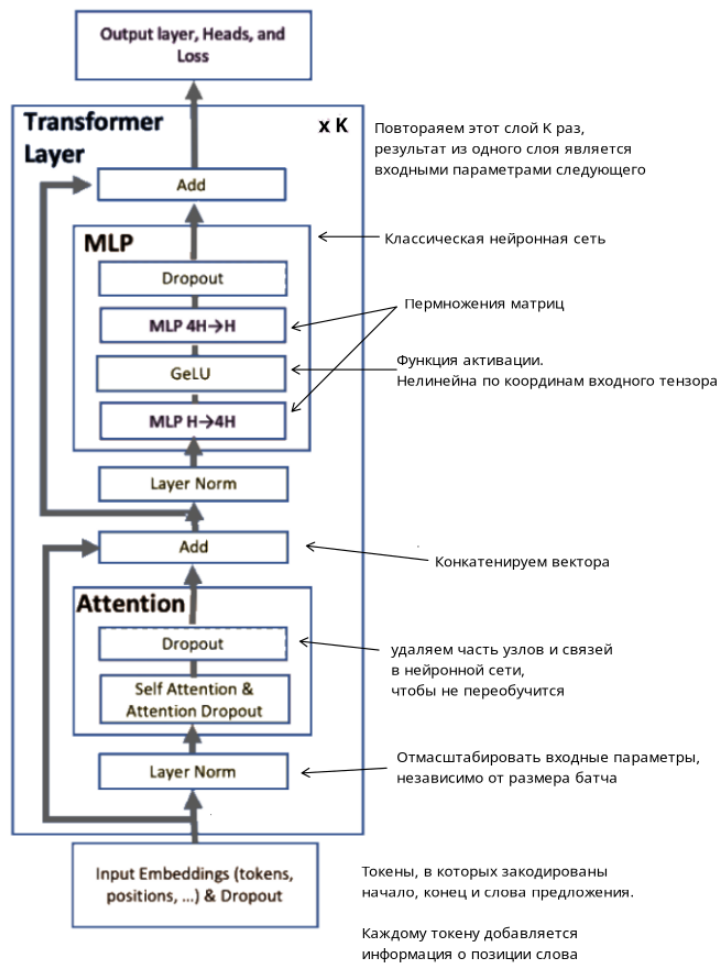 Output layer, Heads, and
Loss
Transformer
Layer
x K
Повтораяем этот слой K раз,
результат из одного слоя является
входными параметрами следующего
Add
MLP
Классическая нейронная сеть
Dropout
Пермножения матриц
MLP 4H→H
Функция активации.
Нелинейна поординам входного тензора
GeLU
MLP H→4H
Layer Norm
Add
Конкатенируем вектора
Attention
Dropout
удаляем часть узлов и связей
в нейронной сети,
чтобы не переобучится
Self Attention &
Attention Dropout
Отмасштабировать входные параметры,
независимо от размера батча
Layer Norm
Input Embeddings (tokens,
positions, ...) & Dropout
Токены, в которых закодированы
начало, конец и слова предложения.
Каждому токену добавляется
информация о позиции слова